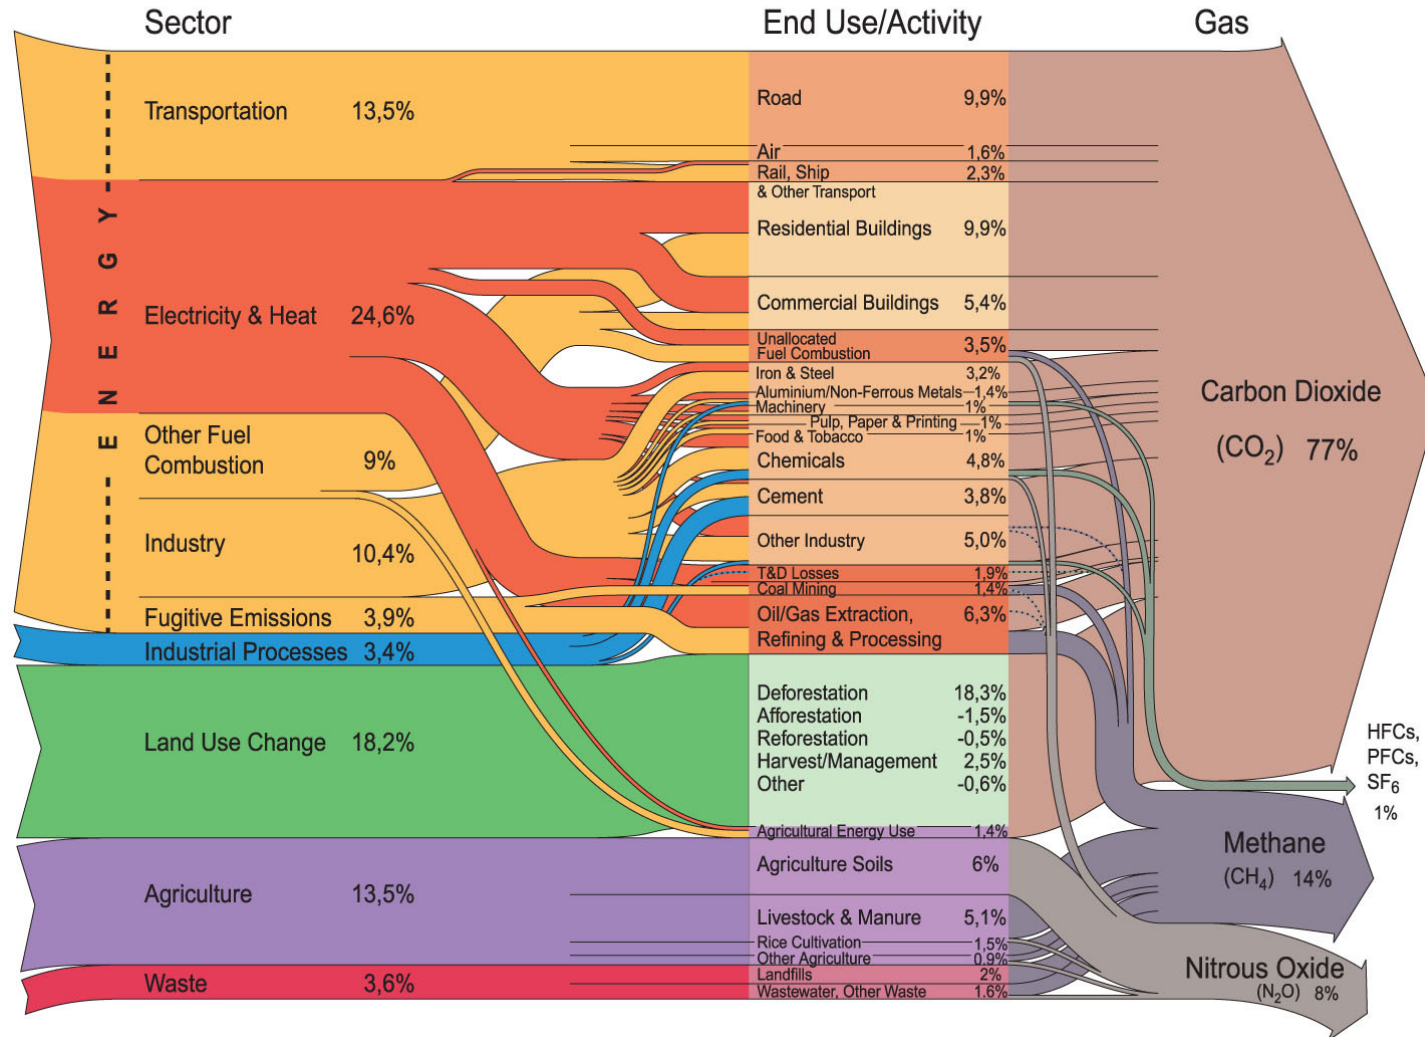 Sector
End Use/Activity
Gas
ENERGY
Transportation 13,5%
Electricity & Heat 24,6%
Other Fuel
Combustion 9%
Industry 10,4%
Fugitive Emissions 3,9%
Industrial Processes 3,4%
Land Use Change 18,2%
Agriculture 13,5%
Waste 3,6%
Road 9,9%
Air 1,6%
Rail, Ship 2,3%
& Other Transport
Residential Buildings 9,9%
Commercial Buildings 5,4%
Unallocated
Fuel Combustion 3,5%
Iron & Steel 3,2%
Aluminium/Non-Ferrous Metals 1,4%
Machinery 1%
Pulp, Paper & Printing 1%
Food & Tobacco 1%
Chemicals 4,8%
Cement 3,8%
Other Industry 5,0%
T&D Losses 1,9%
Coal Mining 1,4%
Oil/Gas Extraction, 6,3%
Refining & Processing
Deforestation 18,3%
Afforestation -1,5%
Reforestation -0,5%
Harvest/Management 2,5%
Other -0,6%
Agricultural Energy Use 1,4%
Agriculture Soils 6%
Livestock & Manure 5,1%
Rice Cultivation 1,5%
Other Agriculture 0.9%
Landfills 2%
Wastewater, Other Waste 1.6%
Carbon Dioxide
(CO₂) 77%
HFCs,
PFCs,
SF₆
1%
Methane
(CH₄) 14%
Nitrous Oxide
(N₂O) 8%